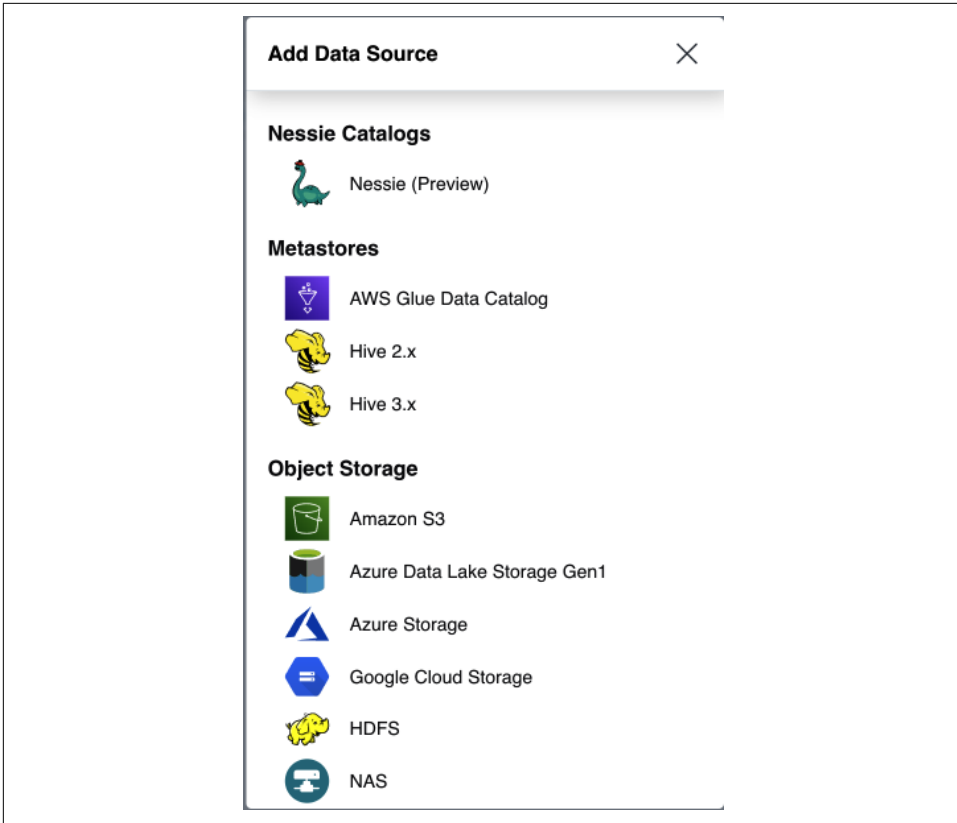 Add Data Source
Nessie Catalogs
Nessie (Preview)
Metastores
AWS Glue Data Catalog
Hive 2.x
Hive 3.x
Object Storage
Amazon S3
Azure Data Lake Storage Gen1
Azure Storage
Google Cloud Storage
HDFS
NAS